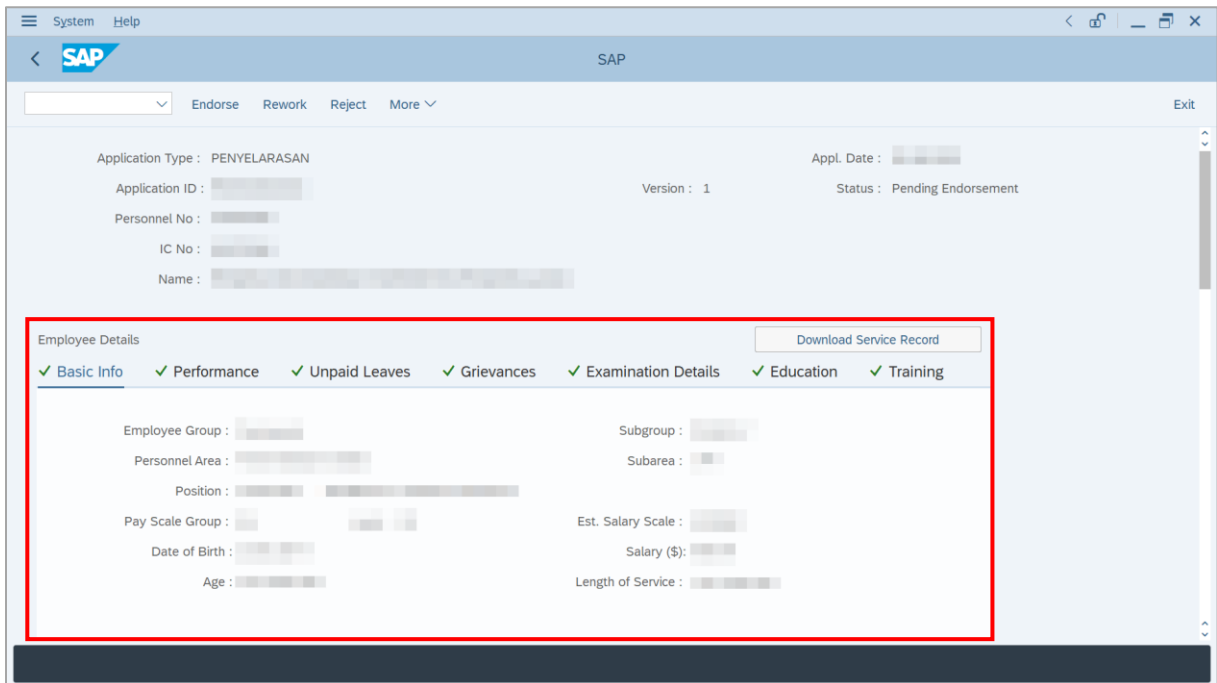 System Help
SAP SAP
Endorse Rework Reject More Exit
Application Type : PENYELARASAN Appl. Date :
Application ID : Version : 1 Status : Pending Endorsement
Personnel No :
IC No :
Name :
Employee Details Download Service Record
Basic Info Performance Unpaid Leaves Grievances Examination Details Education Training
Employee Group : Subgroup :
Personnel Area : Subarea :
Position :
Pay Scale Group : Est. Salary Scale :
Date of Birth : Salary ($):
Age : Length of Service :